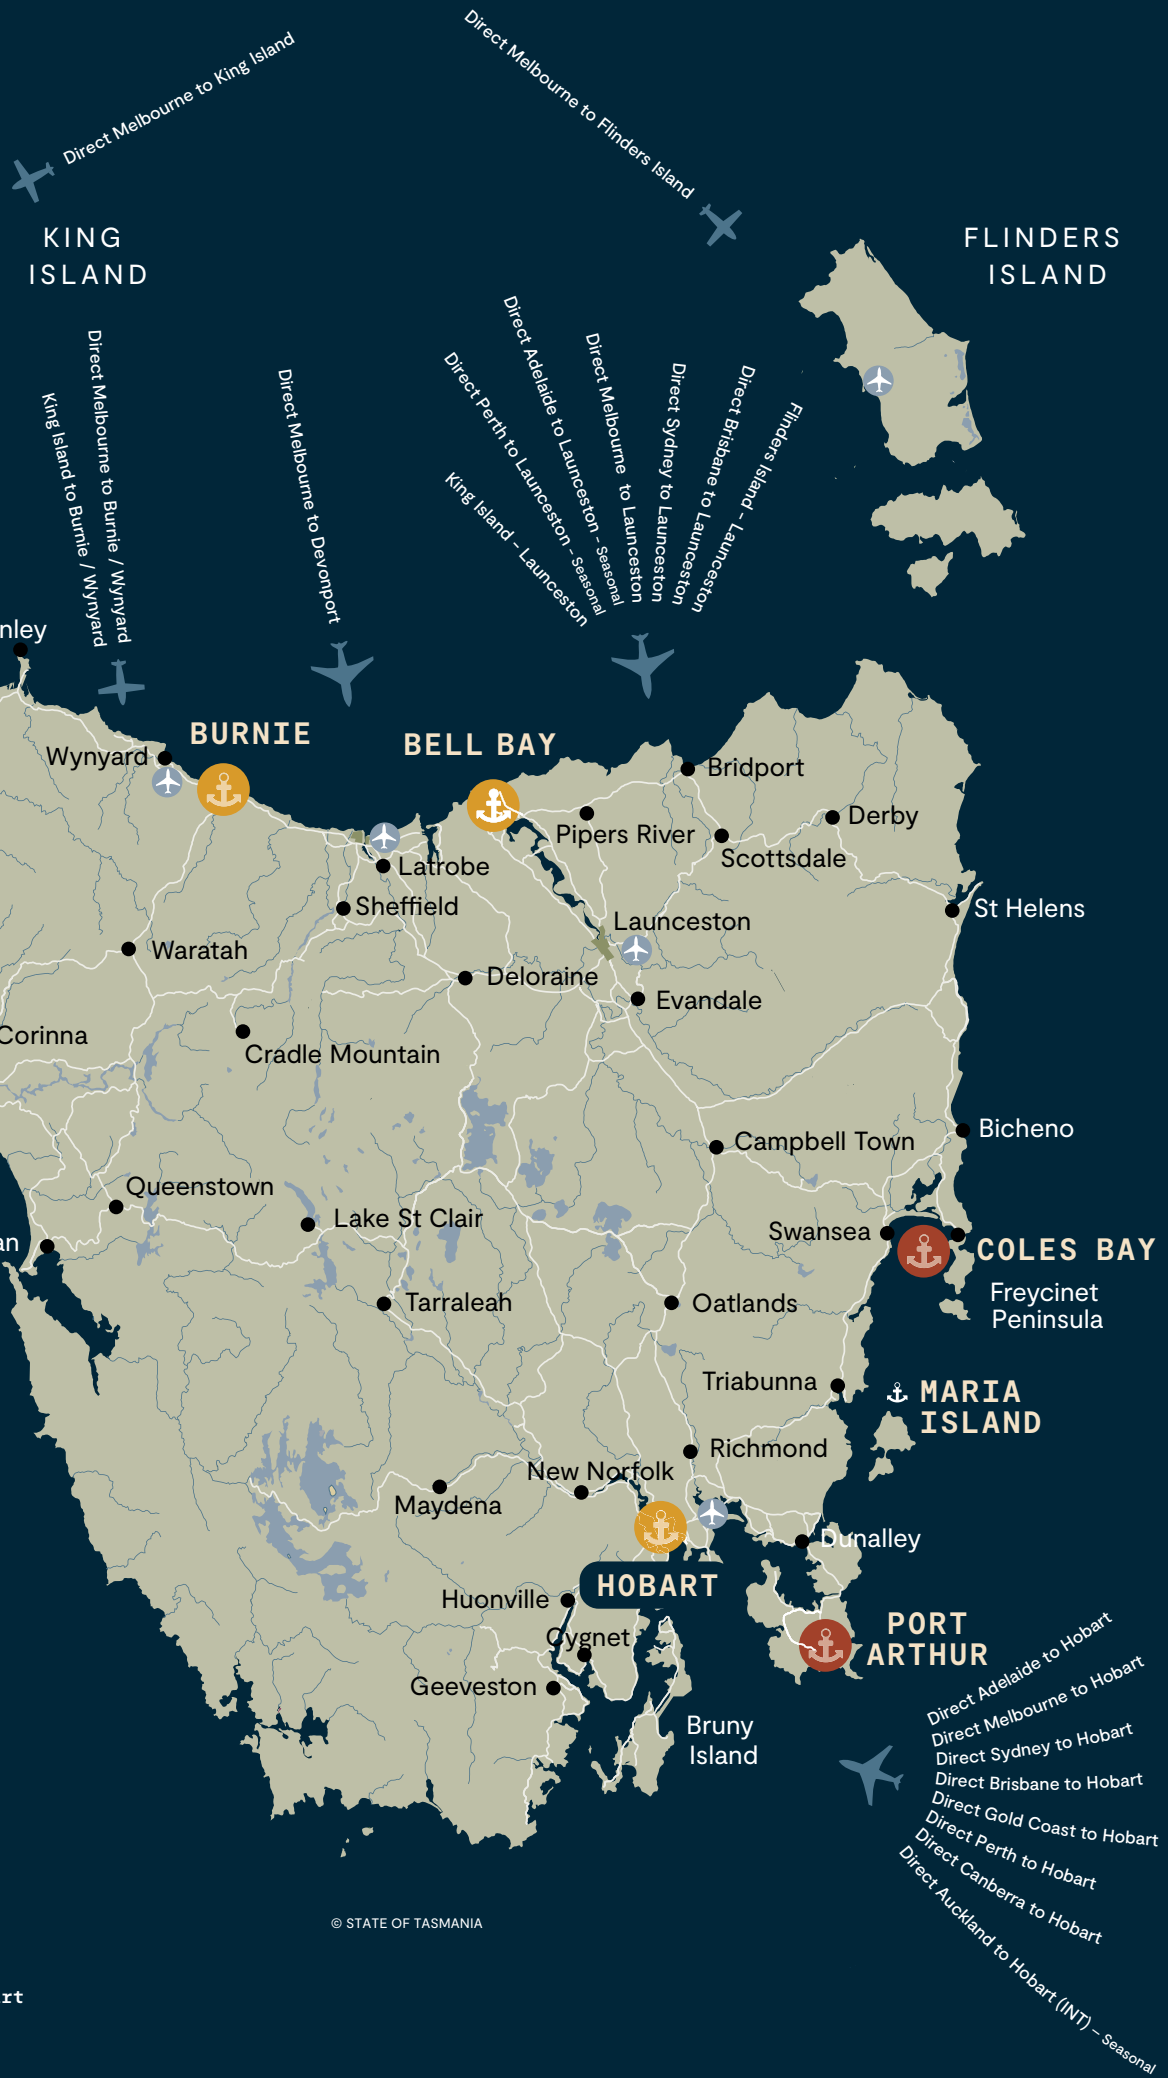 Direct Melbourne to King Island
Direct Melbourne to Flinders Island
KING
ISLAND
FLINDERS
ISLAND
King Island to Burnie / Wynyard
Direct Melbourne to Burnie / Wynyard
Direct Melbourne to Devonport
King Island - Launceston
Direct Perth to Launceston - Seasonal
Direct Adelaide to Launceston - Seasonal
Direct Melbourne to Launceston
Direct Sydney to Launceston
Direct Brisbane to Launceston
Flinders Island - Launceston
nley
BURNIE
BELL BAY
Wynyard
Bridport
Derby
Pipers River
Scottsdale
Latrobe
Sheffield
St Helens
Launceston
Waratah
Deloraine
Evandale
Corinna
Cradle Mountain
Bicheno
Campbell Town
Queenstown
Lake St Clair
Swansea
an
COLES BAY
Freycinet
Peninsula
Tarraleah
Oatlands
Triabunna
MARIA
ISLAND
Richmond
New Norfolk
Maydena
Dunalley
HOBART
Huonville
Cygnet
PORT
ARTHUR
Geeveston
Bruny
Island
Direct Adelaide to Hobart
Direct Melbourne to Hobart
Direct Sydney to Hobart
Direct Brisbane to Hobart
Direct Gold Coast to Hobart
Direct Perth to Hobart
Direct Canberra to Hobart
Direct Auckland to Hobart (INT) – Seasonal
© STATE OF TASMANIA
rt